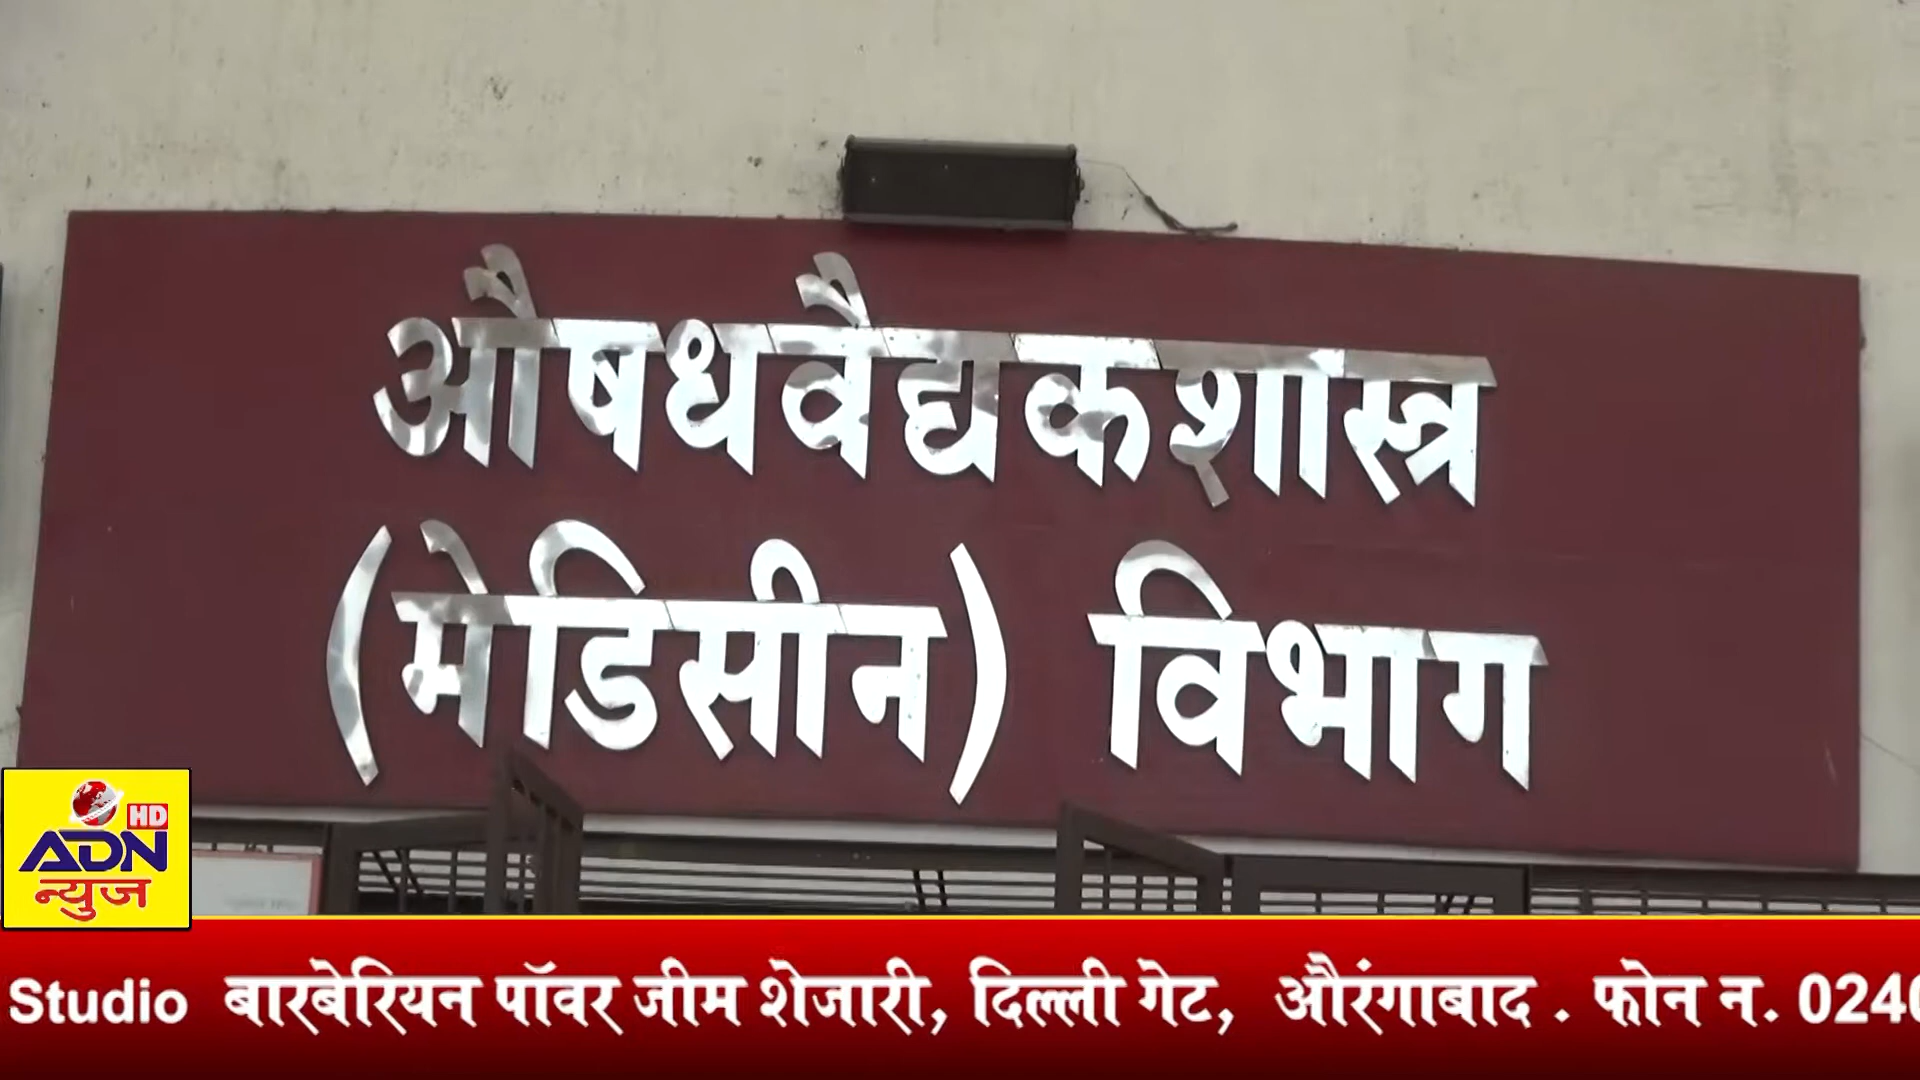 औषधवैद्यकशास्त्र
(मेडिसीन) विभाग
HD
ADN
न्युज
Studio बारबेरियन पॉवर जीम शेजारी, दिल्ली गेट, औरंगाबाद . फोन न. 0240